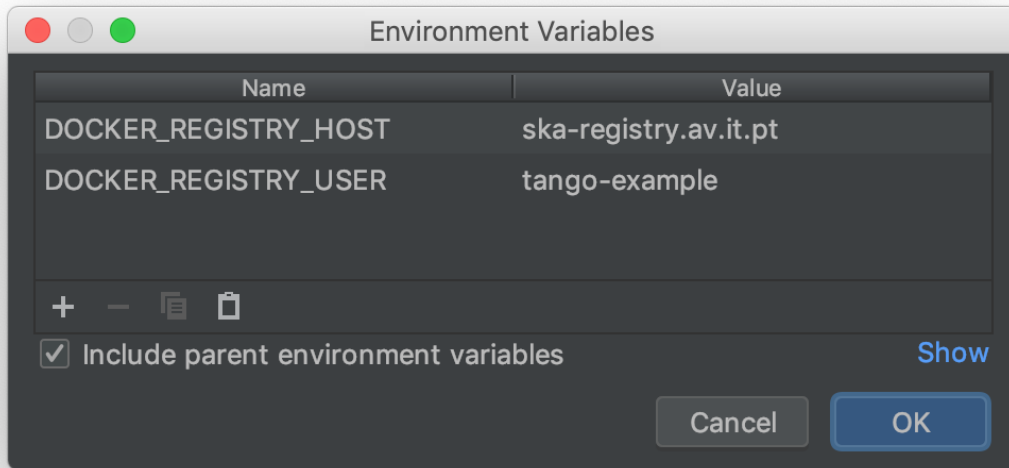 Environment Variables
Name Value
DOCKER_REGISTRY_HOST ska-registry.av.it.pt
DOCKER_REGISTRY_USER tango-example
Include parent environment variables Show
Cancel OK